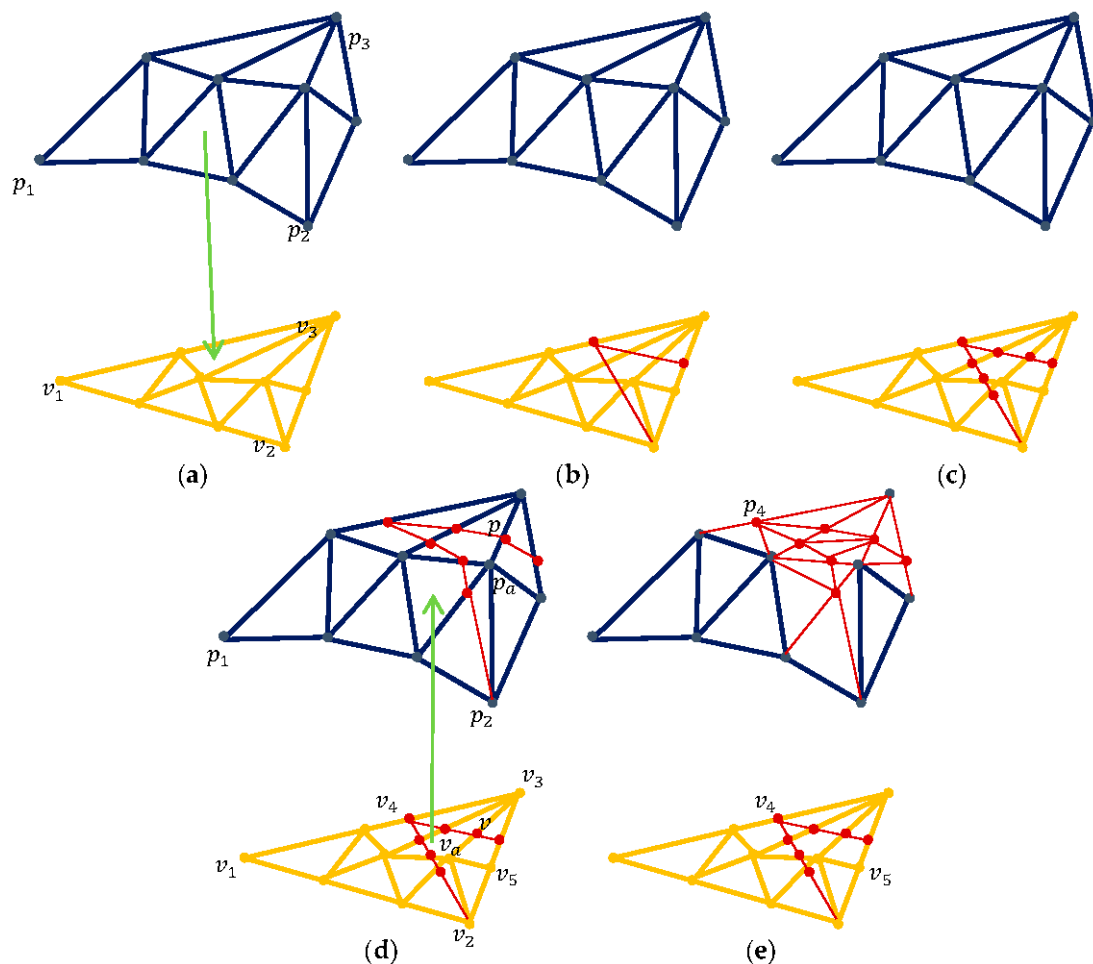 p₃
p₁
p₂
v₃
v₁
v₂
(a) (b) (c)
p p₄
pₐ
p₁
p₂
v₃
v₄ v₄
v
vₐ
v₁ v₅ v₅
v₂
(d) (e)